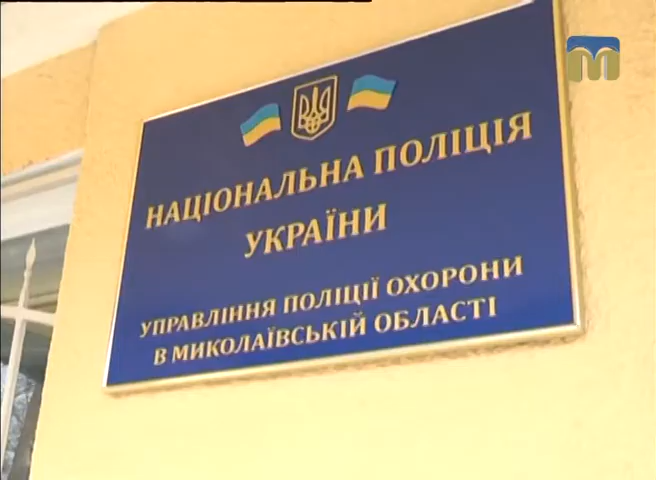 НАЦІОНАЛЬНА ПОЛІЦІЯ
УКРАЇНИ
УПРАВЛІННЯ ПОЛІЦІЇ ОХОРОНИ
В МИКОЛАЇВСЬКІЙ ОБЛАСТІ